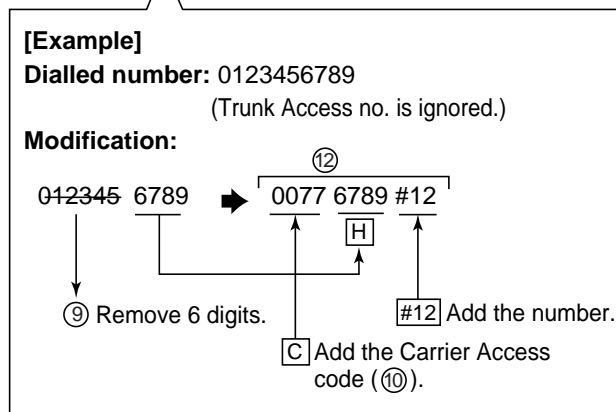 [Example]
Dialled number: 0123456789
(Trunk Access no. is ignored.)
Modification:
⑫
012345 6789 ➡ 0077 6789 #12
H
⑨ Remove 6 digits.
#12 Add the number.
C Add the Carrier Access
code (⑩).